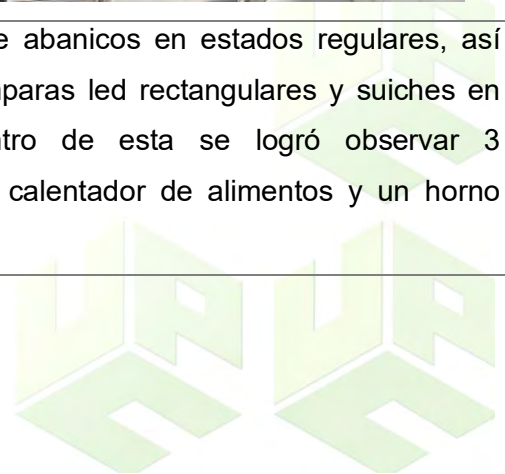 e abanicos en estados regulares, así
paras led rectangulares y suiches en
tro de esta se logró observar 3
calentador de alimentos y un horno